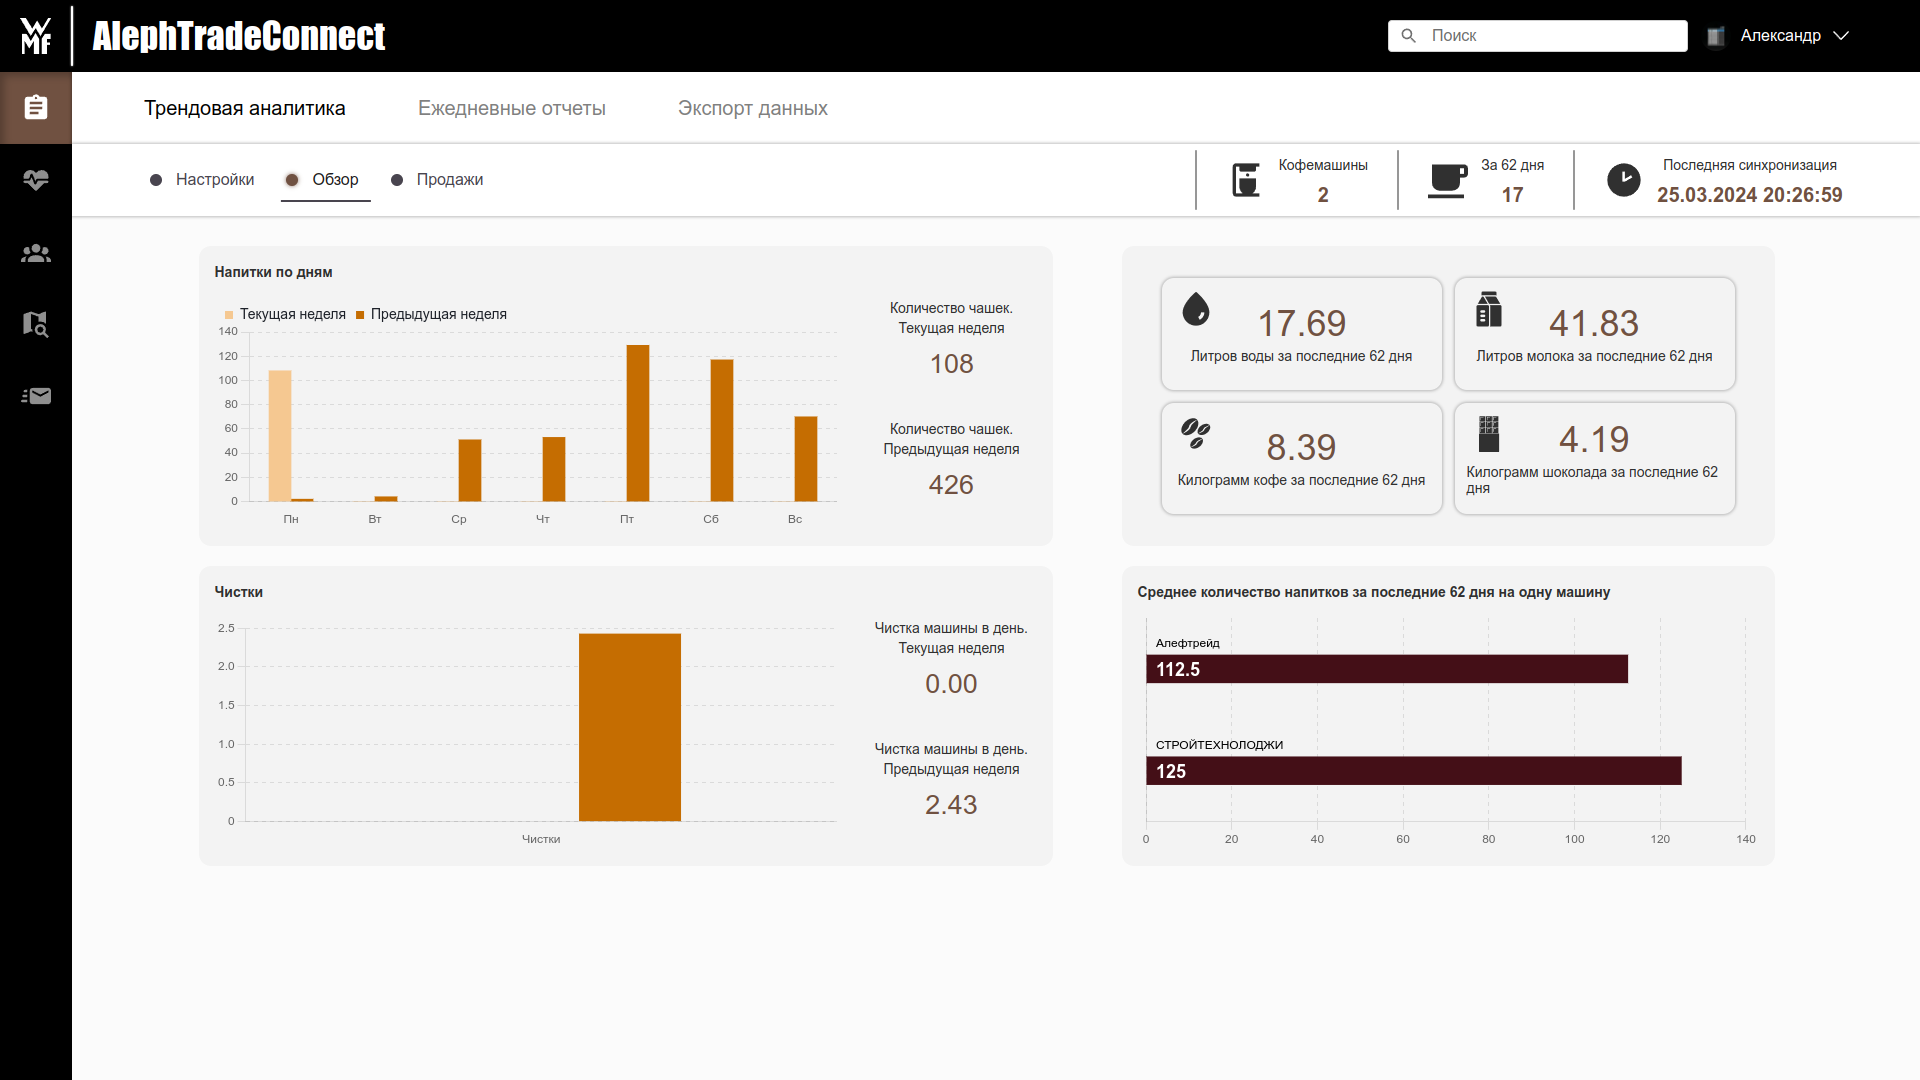 WMF
AlephTradeConnect
Поиск
Александр
Трендовая аналитика
Ежедневные отчеты
Экспорт данных
Настройки
Обзор
Продажи
Кофемашины
2
За 62 дня
17
Последняя синхронизация
25.03.2024 20:26:59
Напитки по дням
Текущая неделя
Предыдущая неделя
140
120
100
80
60
40
20
0
Пн
Вт
Ср
Чт
Пт
Сб
Вс
Количество чашек.
Текущая неделя
108
Количество чашек.
Предыдущая неделя
426
17.69
Литров воды за последние 62 дня
41.83
Литров молока за последние 62 дня
8.39
Килограмм кофе за последние 62 дня
4.19
Килограмм шоколада за последние 62
дня
Чистки
2.5
2.0
1.5
1.0
0.5
0
Чистки
Чистка машины в день.
Текущая неделя
0.00
Чистка машины в день.
Предыдущая неделя
2.43
Среднее количество напитков за последние 62 дня на одну машину
Алефтрейд
112.5
СТРОЙТЕХНОЛОДЖИ
125
0
20
40
60
80
100
120
140